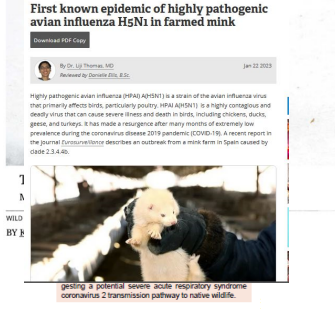 First known epidemic of highly pathogenic
avian influenza H5N1 in farmed mink
Download PDF Copy
By Dr. Liji Thomas, MD
Jan 22 2023
Reviewed by Danielle Ellis, B.Sc.
Highly pathogenic avian influenza (HPAI) A(H5N1) is a strain of the avian influenza virus
that primarily affects birds, particularly poultry. HPAI A(H5N1) is a highly contagious and
deadly virus that can cause severe illness and death in birds, including chickens, ducks,
geese, and turkeys. It has made a resurgence after many months of extremely low
prevalence during the coronavirus disease 2019 pandemic (COVID-19). A recent report in
the journal Eurosurveillance describes an outbreak from a mink farm in Spain caused by
clade 2.3.4.4b.
WILD
BY
gesting a potential severe acute respiratory syndrome
coronavirus 2 transmission pathway to native wildlife.